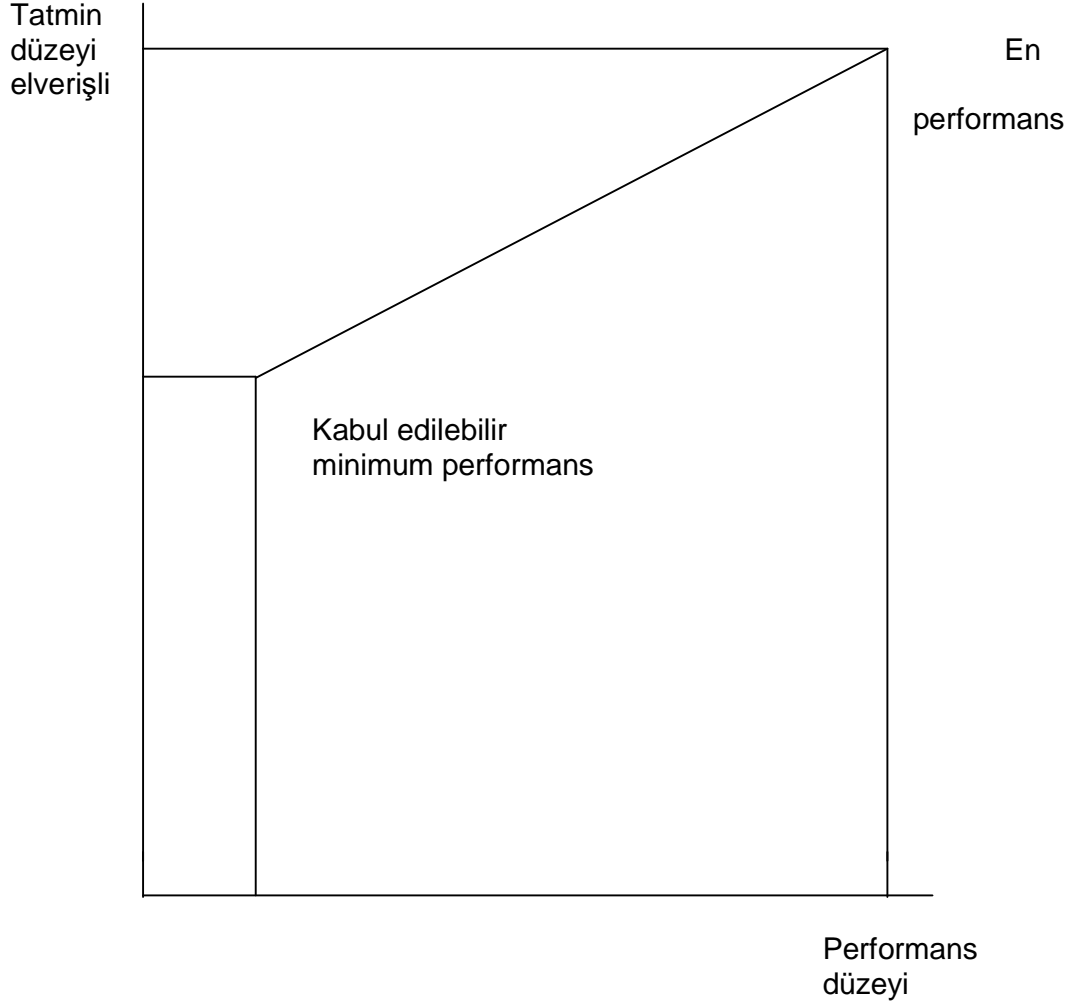 Tatmin
düzeyi
elverişli
En
performans
Kabul edilebilir
minimum performans
Performans
düzeyi